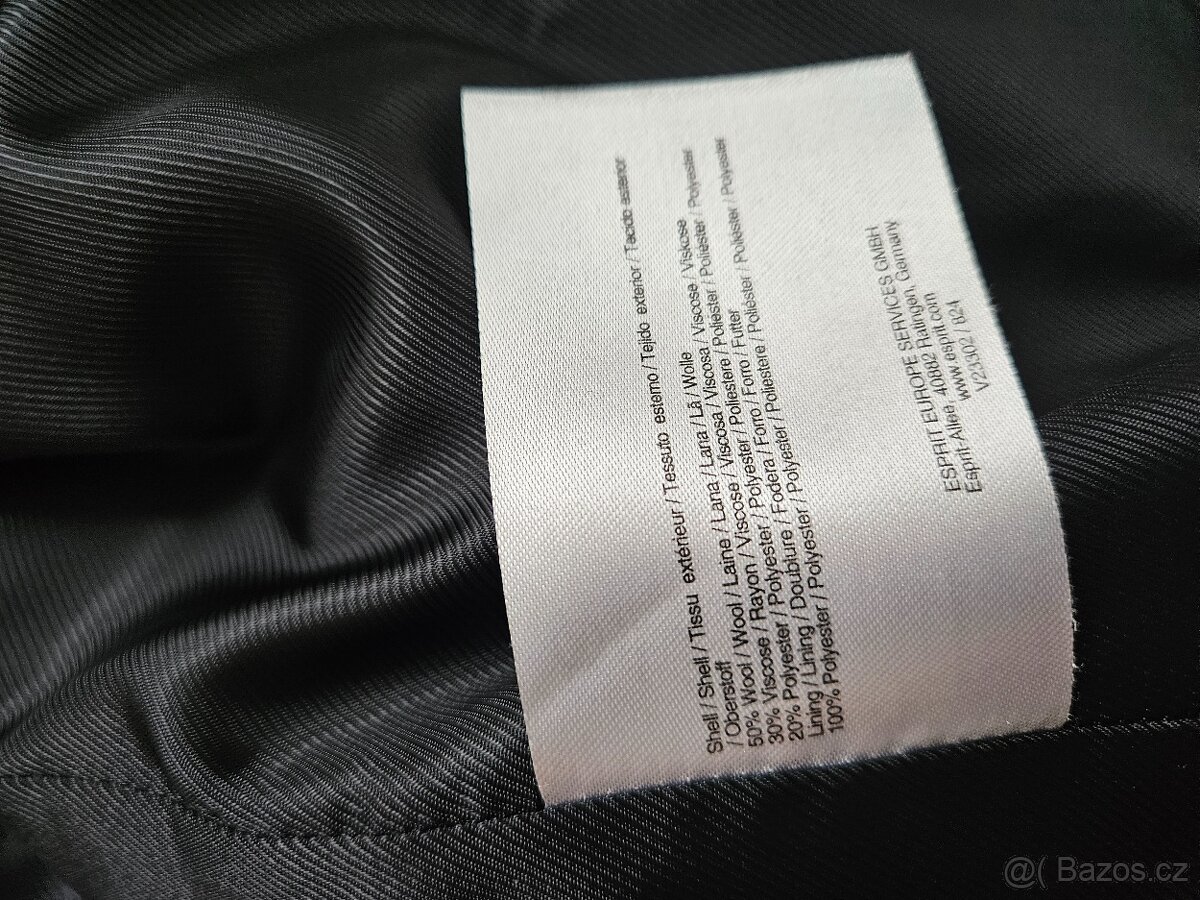 Shell / Shell / Tissu extérieur / Tessuto esterno / Tejido exterior / Tecido exterior
/ Oberstoff
50% Wool / Wool / Laine / Lana / Lana / Lã / Wolle
30% Viscose / Rayon / Viscose / Viscosa / Viscosa / Viscose / Viskose
20% Polyester / Polyester / Polyester / Poliestere / Poliéster / Poliéster / Polyester
Lining / Lining / Doublure / Fodera / Forro / Forro / Futter
100% Polyester / Polyester / Polyester / Poliestere / Poliéster / Poliéster / Polyester
ESPRIT EUROPE SERVICES GMBH
Esprit-Allee, 40882 Ratingen, Germany
www.esprit.com
V23302 / 824
@( Bazos.cz